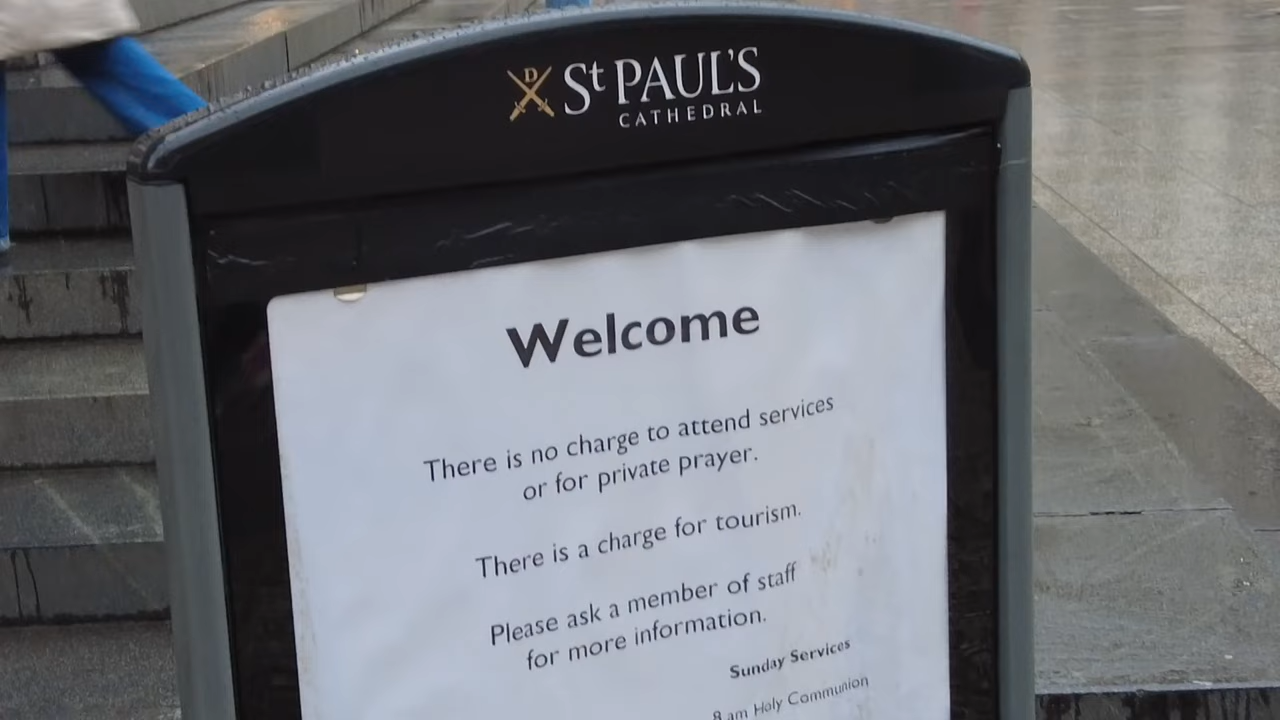 D
St PAUL'S
CATHEDRAL
Welcome
There is no charge to attend services
or for private prayer.
There is a charge for tourism.
Please ask a member of staff
for more information.
Sunday Services
8 am Holy Communion